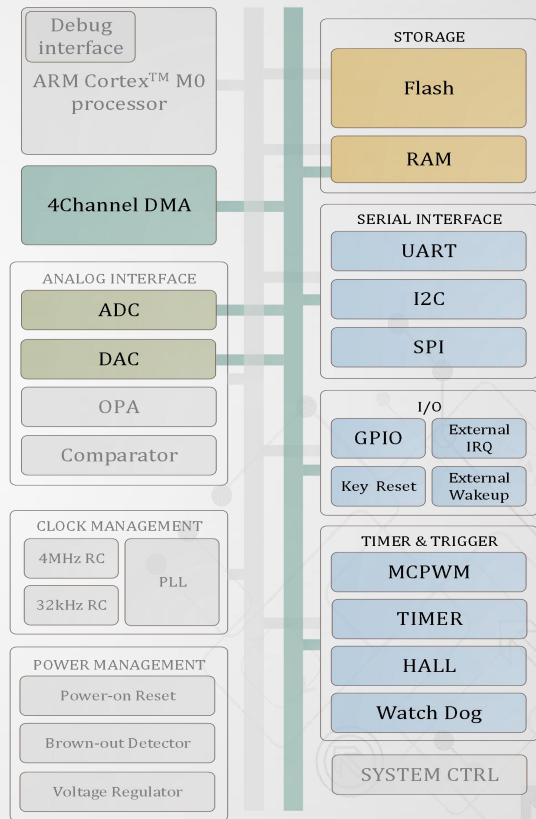 Debug
interface
ARM Cortex™ M0
processor
4Channel DMA
ANALOG INTERFACE
ADC
DAC
OPA
Comparator
CLOCK MANAGEMENT
4MHz RC
32kHz RC
PLL
POWER MANAGEMENT
Power-on Reset
Brown-out Detector
Voltage Regulator
STORAGE
Flash
RAM
SERIAL INTERFACE
UART
I2C
SPI
I/O
GPIO
External
IRQ
Key Reset
External
Wakeup
TIMER & TRIGGER
MCPWM
TIMER
HALL
Watch Dog
SYSTEM CTRL